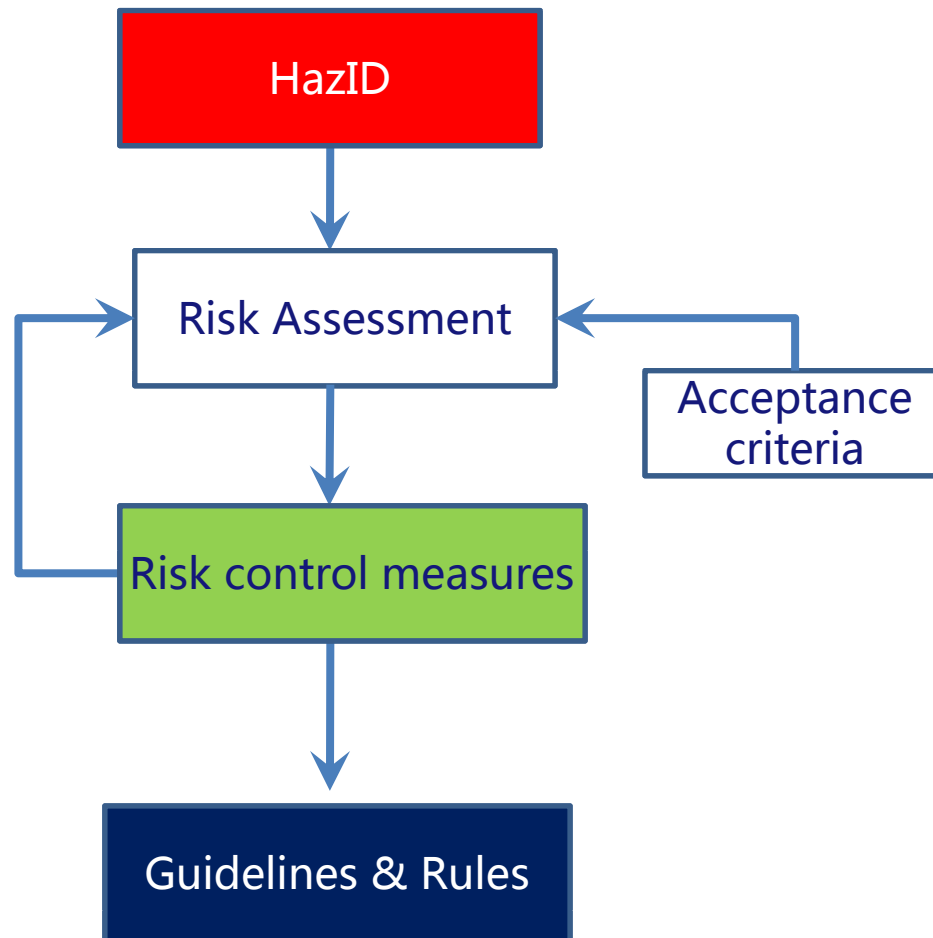 HazID
Risk Assessment
Acceptance
criteria
Risk control measures
Guidelines & Rules